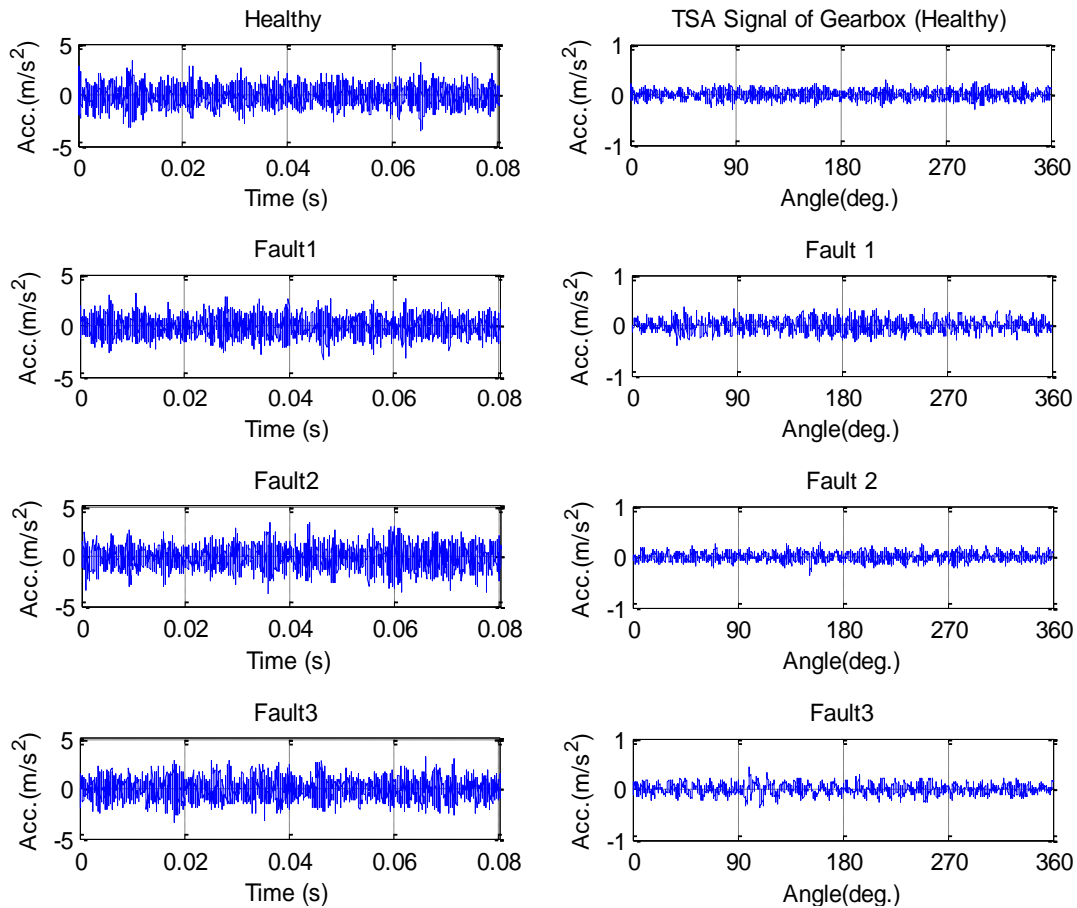 Healthy
5
0
-5
Acc.(m/s²)
0 0.02 0.04 0.06 0.08
Time (s)
TSA Signal of Gearbox (Healthy)
1
0
-1
Acc.(m/s²)
0 90 180 270 360
Angle(deg.)
Fault1
5
0
-5
Acc.(m/s²)
0 0.02 0.04 0.06 0.08
Time (s)
Fault 1
1
0
-1
Acc.(m/s²)
0 90 180 270 360
Angle(deg.)
Fault2
5
0
-5
Acc.(m/s²)
0 0.02 0.04 0.06 0.08
Time (s)
Fault 2
1
0
-1
Acc.(m/s²)
0 90 180 270 360
Angle(deg.)
Fault3
5
0
-5
Acc.(m/s²)
0 0.02 0.04 0.06 0.08
Time (s)
Fault3
1
0
-1
Acc.(m/s²)
0 90 180 270 360
Angle(deg.)